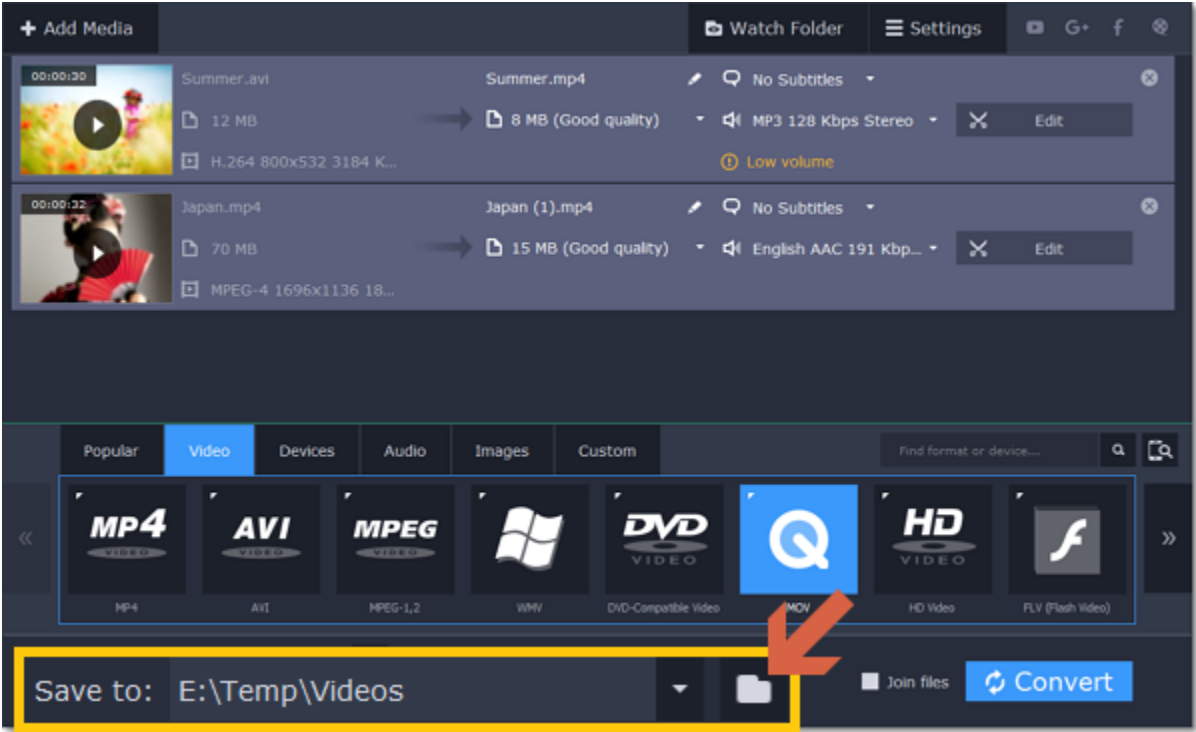 Add Media
Watch Folder
Settings
G+
f
00:00:30
Summer.avi
Summer.mp4
No Subtitles
12 MB
8 MB (Good quality)
MP3 128 Kbps Stereo
Edit
H.264 800x532 3184 K...
Low volume
00:00:32
Japan.mp4
Japan (1).mp4
No Subtitles
70 MB
15 MB (Good quality)
English AAC 191 Kbp...
Edit
MPEG-4 1696x1136 18...
Popular
Video
Devices
Audio
Images
Custom
Find format or device....
MP4 VIDEO
AVI VIDEO
MPEG VIDEO
DVD VIDEO
HD VIDEO
MP4
AVI
MPEG-1,2
WMV
DVD-Compatible Video
MOV
HD Video
FLV (Flash Video)
Save to:
E:\Temp\Videos
Join files
Convert